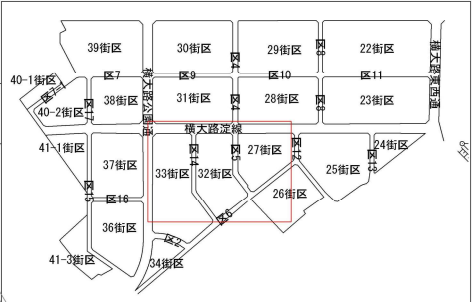 39街区
30街区
29街区
22街区
区8
区4
横大路東西通
40-1街区
区7
区9
区10
区11
横大路公園通
40-2街区
区17
38街区
31街区
区4
28街区
区8
23街区
横大路淀線
41-1街区
37街区
33街区
区14
32街区
区5
27街区
区12
25街区
区13
24街区
区15
区16
26街区
36街区
区6
区2
41-3街区
34街区